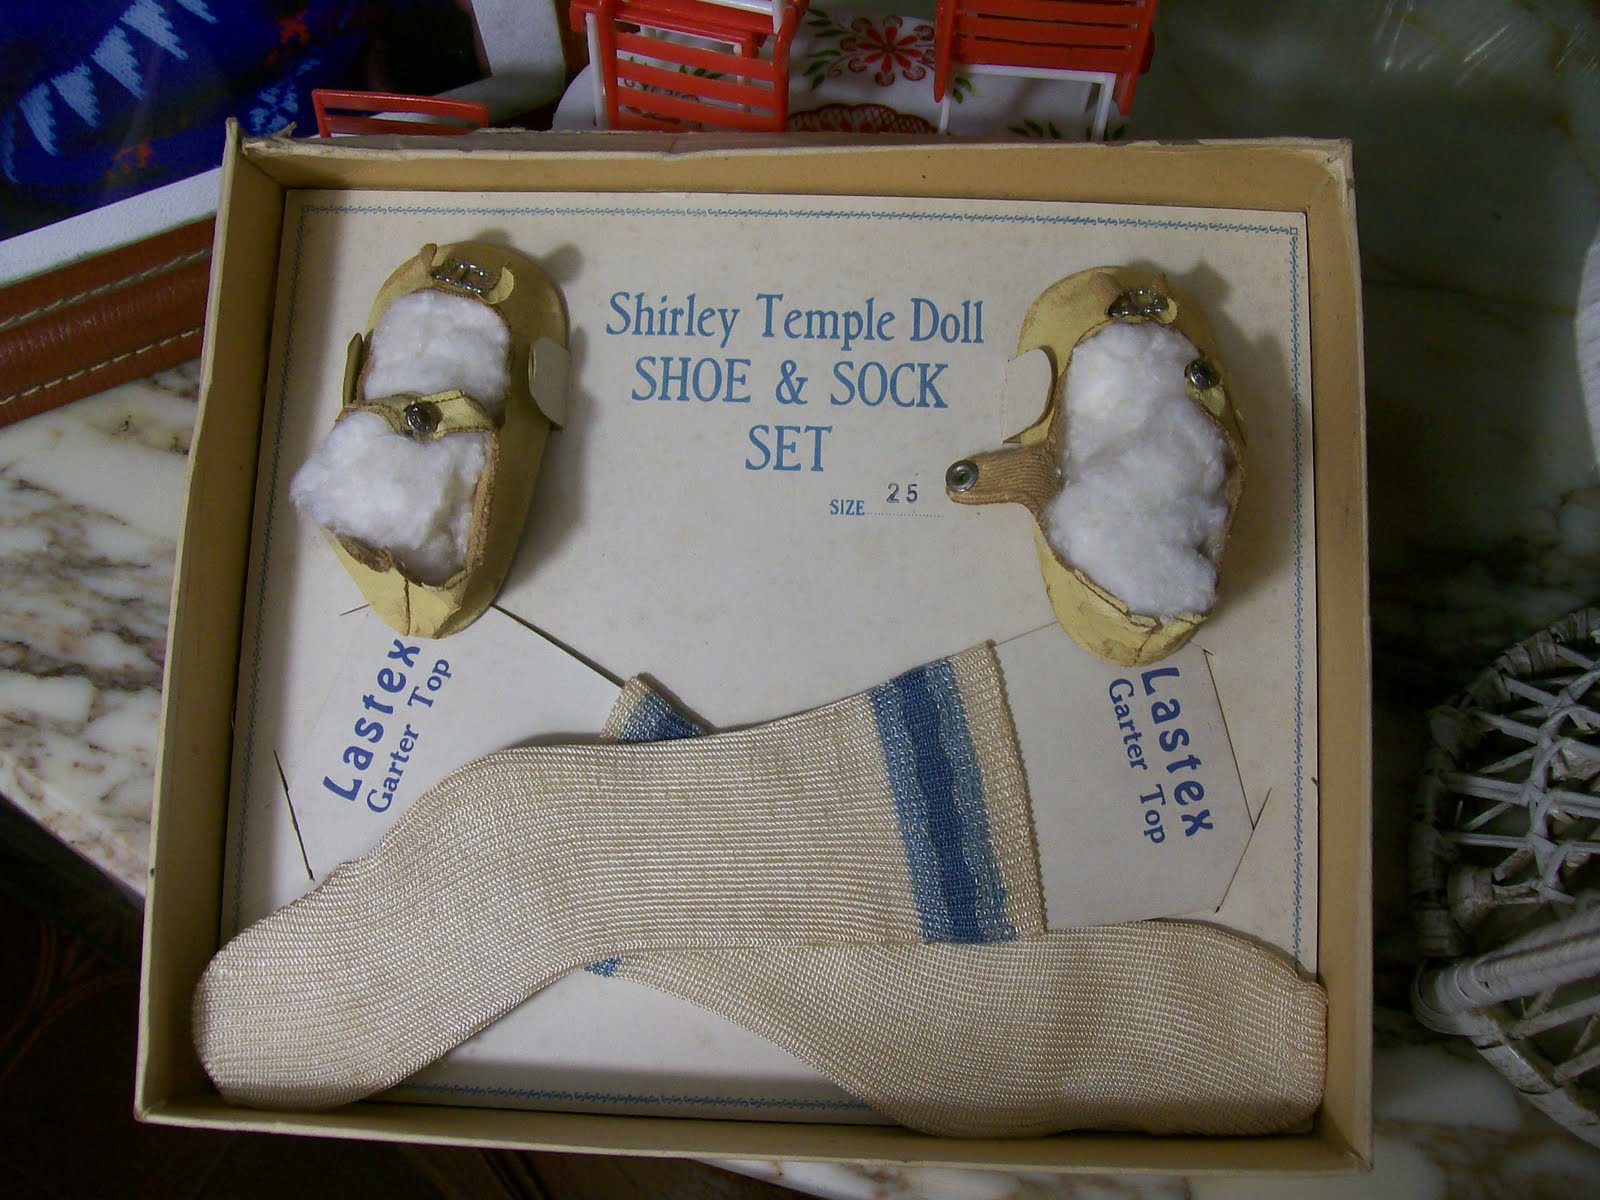 Shirley Temple Doll
SHOE & SOCK
SET
SIZE 25
Lastex
Garter Top
Lastex
Garter Top